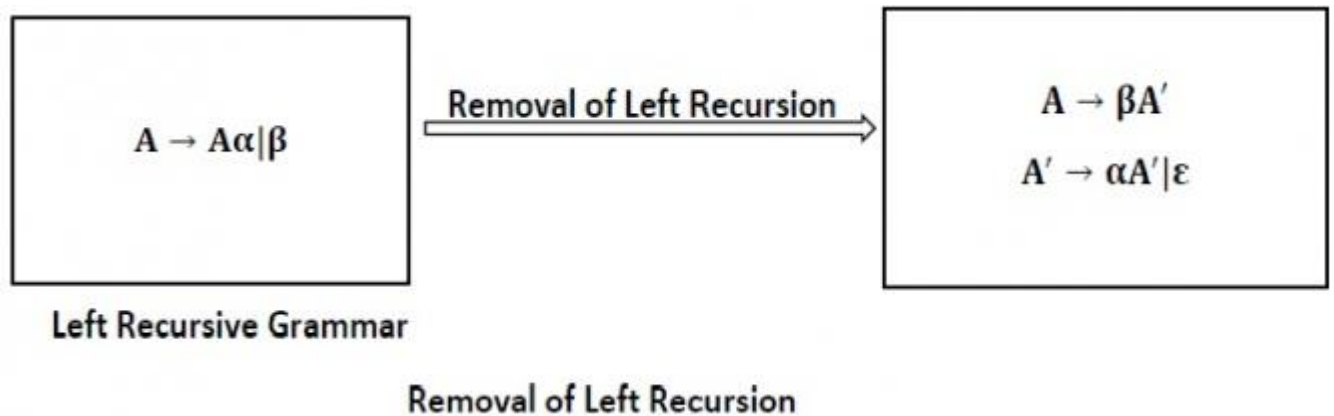 A → Aα|β
Removal of Left Recursion
A → βA′
A′ → αA′|ε
Left Recursive Grammar
Removal of Left Recursion